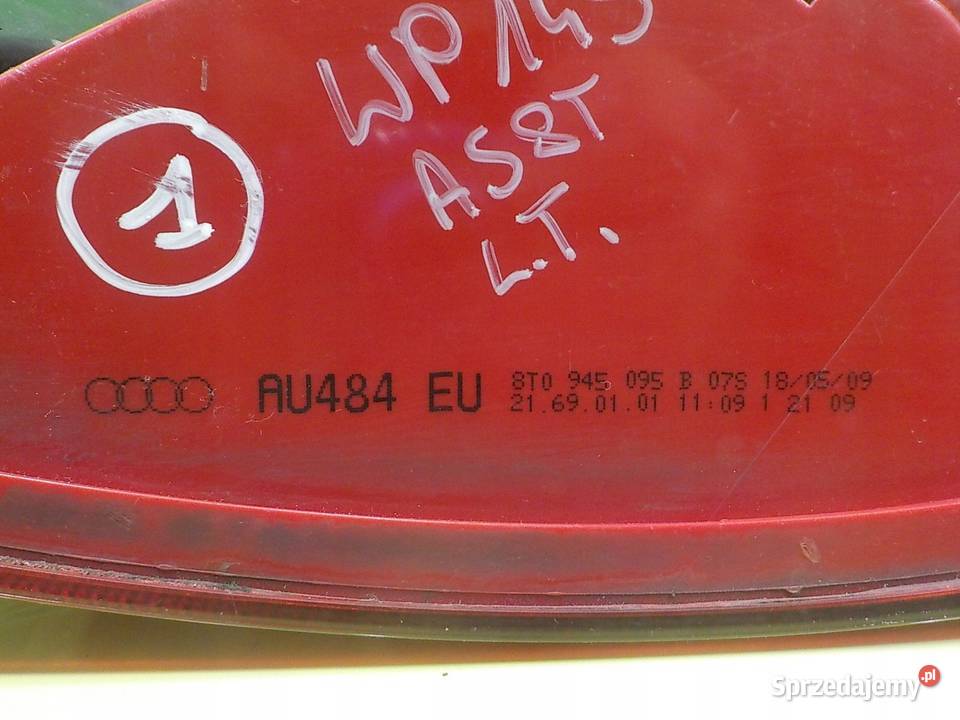 WP145
AS8T
L.T.
1
AU484 EU
8T0 945 095 B 07S 18/05/09
21.69.01.01 11:09 1 21 09
Sprzedajemy.pl